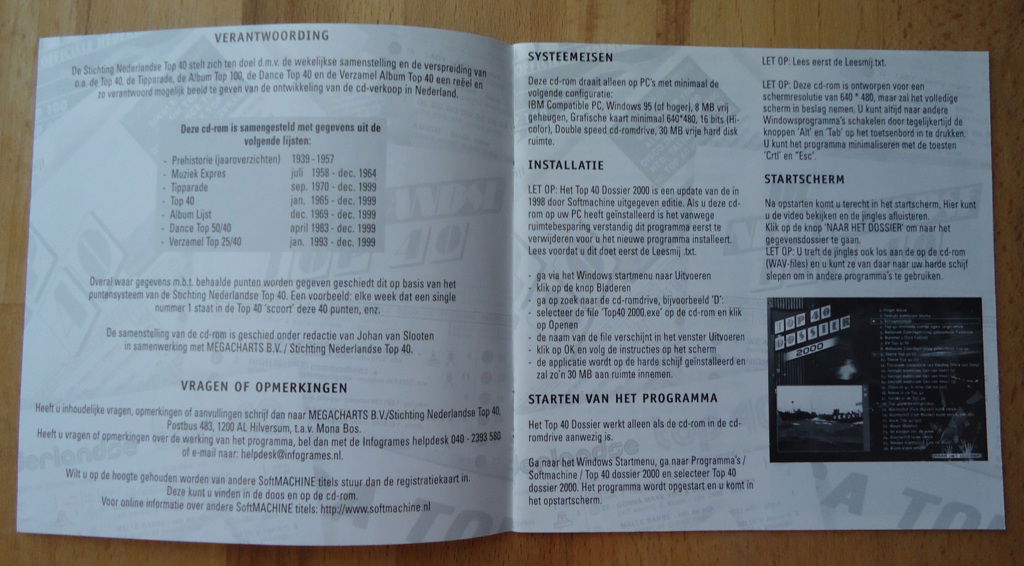 VERANTWOORDING
De Stichting Nederlandse Top 40 stelt zich ten doel d.m.v. de wekelijkse samenstelling en de verspreiding van
o.a. de Top 40, de Tipparade, de Album Top 100, de Dance Top 40 en de Verzamel Album Top 40 een reëel en
zo verantwoord mogelijk beeld te geven van de ontwikkeling van de cd-verkoop in Nederland.
Deze cd-rom is samengesteld met gegevens uit de
volgende lijsten:
- Prehistorie (jaaroverzichten) 1939 - 1957
- Muziek Expres juli 1958 - dec. 1964
- Tipparade sep. 1970 - dec. 1999
- Top 40 jan. 1965 - dec. 1999
- Album Lijst dec. 1969 - dec. 1999
- Dance Top 50/40 april 1983 - dec. 1999
- Verzamel Top 25/40 jan. 1993 - dec. 1999
Overal waar gegevens m.b.t. behaalde punten worden gegeven geschiedt dit op basis van het
puntensysteem van de Stichting Nederlandse Top 40. Een voorbeeld: elke week dat een single
nummer 1 staat in de Top 40 'scoort' deze 40 punten, enz.
De samenstelling van de cd-rom is geschied onder redactie van Johan van Slooten
in samenwerking met MEGACHARTS B.V./ Stichting Nederlandse Top 40.
VRAGEN OF OPMERKINGEN
Heeft u inhoudelijke vragen, opmerkingen of aanvullingen schrijf dan naar MEGACHARTS B.V./Stichting Nederlandse Top 40,
Postbus 483, 1200 AL Hilversum, t.a.v. Mona Bos.
Heeft u vragen of opmerkingen over de werking van het programma, bel dan met de Infogrames helpdesk 040 - 2393 580
of e-mail naar: helpdesk@infogrames.nl.
Wilt u op de hoogte gehouden worden van andere SoftMACHINE titels stuur dan de registratiekaart in.
Deze kunt u vinden in de doos en op de cd-rom.
Voor online informatie over andere SoftMACHINE titels: http://www.softmachine.nl
SYSTEEMEISEN
Deze cd-rom draait alleen op PC's met minimaal de
volgende configuratie:
IBM Compatible PC, Windows 95 (of hoger), 8 MB vrij
geheugen, Grafische kaart minimaal 640*480, 16 bits (Hi-
color), Double speed cd-romdrive, 30 MB vrije hard disk
ruimte.
INSTALLATIE
LET OP: Het Top 40 Dossier 2000 is een update van de in
1998 door Softmachine uitgegeven editie. Als u deze cd-
rom op uw PC heeft geïnstalleerd is het vanwege
ruimtebesparing verstandig dit programma eerst te
verwijderen voor u het nieuwe programma installeert.
Lees voordat u dit doet eerst de Leesmij .txt.
- ga via het Windows startmenu naar Uitvoeren
- klik op de knop Bladeren
- ga op zoek naar de cd-romdrive, bijvoorbeeld 'D':
- selecteer de file 'Top40 2000.exe' op de cd-rom en klik
op Openen
- de naam van de file verschijnt in het venster Uitvoeren
- klik op OK en volg de instructies op het scherm
- de applicatie wordt op de harde schijf geïnstalleerd en
zal zo'n 30 MB aan ruimte innemen.
STARTEN VAN HET PROGRAMMA
Het Top 40 Dossier werkt alleen als de cd-rom in de cd-
romdrive aanwezig is.
Ga naar het Windows Startmenu, ga naar Programma's /
Softmachine / Top 40 dossier 2000 en selecteer Top 40
dossier 2000. Het programma wordt opgestart en u komt in
het opstartscherm.
LET OP: Lees eerst de Leesmij.txt.
LET OP: Deze cd-rom is ontworpen voor een
schermresolutie van 640 * 480, maar zal het volledige
scherm in beslag nemen. U kunt altijd naar andere
Windowsprogramma's schakelen door tegelijkertijd de
knoppen 'Alt' en 'Tab' op het toetsenbord in te drukken.
U kunt het programma minimaliseren met de toesten
'Crtl' en "Esc'.
STARTSCHERM
Na opstarten komt u terecht in het startscherm. Hier kunt
u de video bekijken en de jingles afluisteren.
Klik op de knop 'NAAR HET DOSSIER' om naar het
gegevensdossier te gaan.
LET OP: U treft de jingles ook los aan de op de cd-rom
(WAV-files) en u kunt ze van daar naar uw harde schijf
slepen om in andere programma's te gebruiken.
TOP 40
DOSSIER
2000